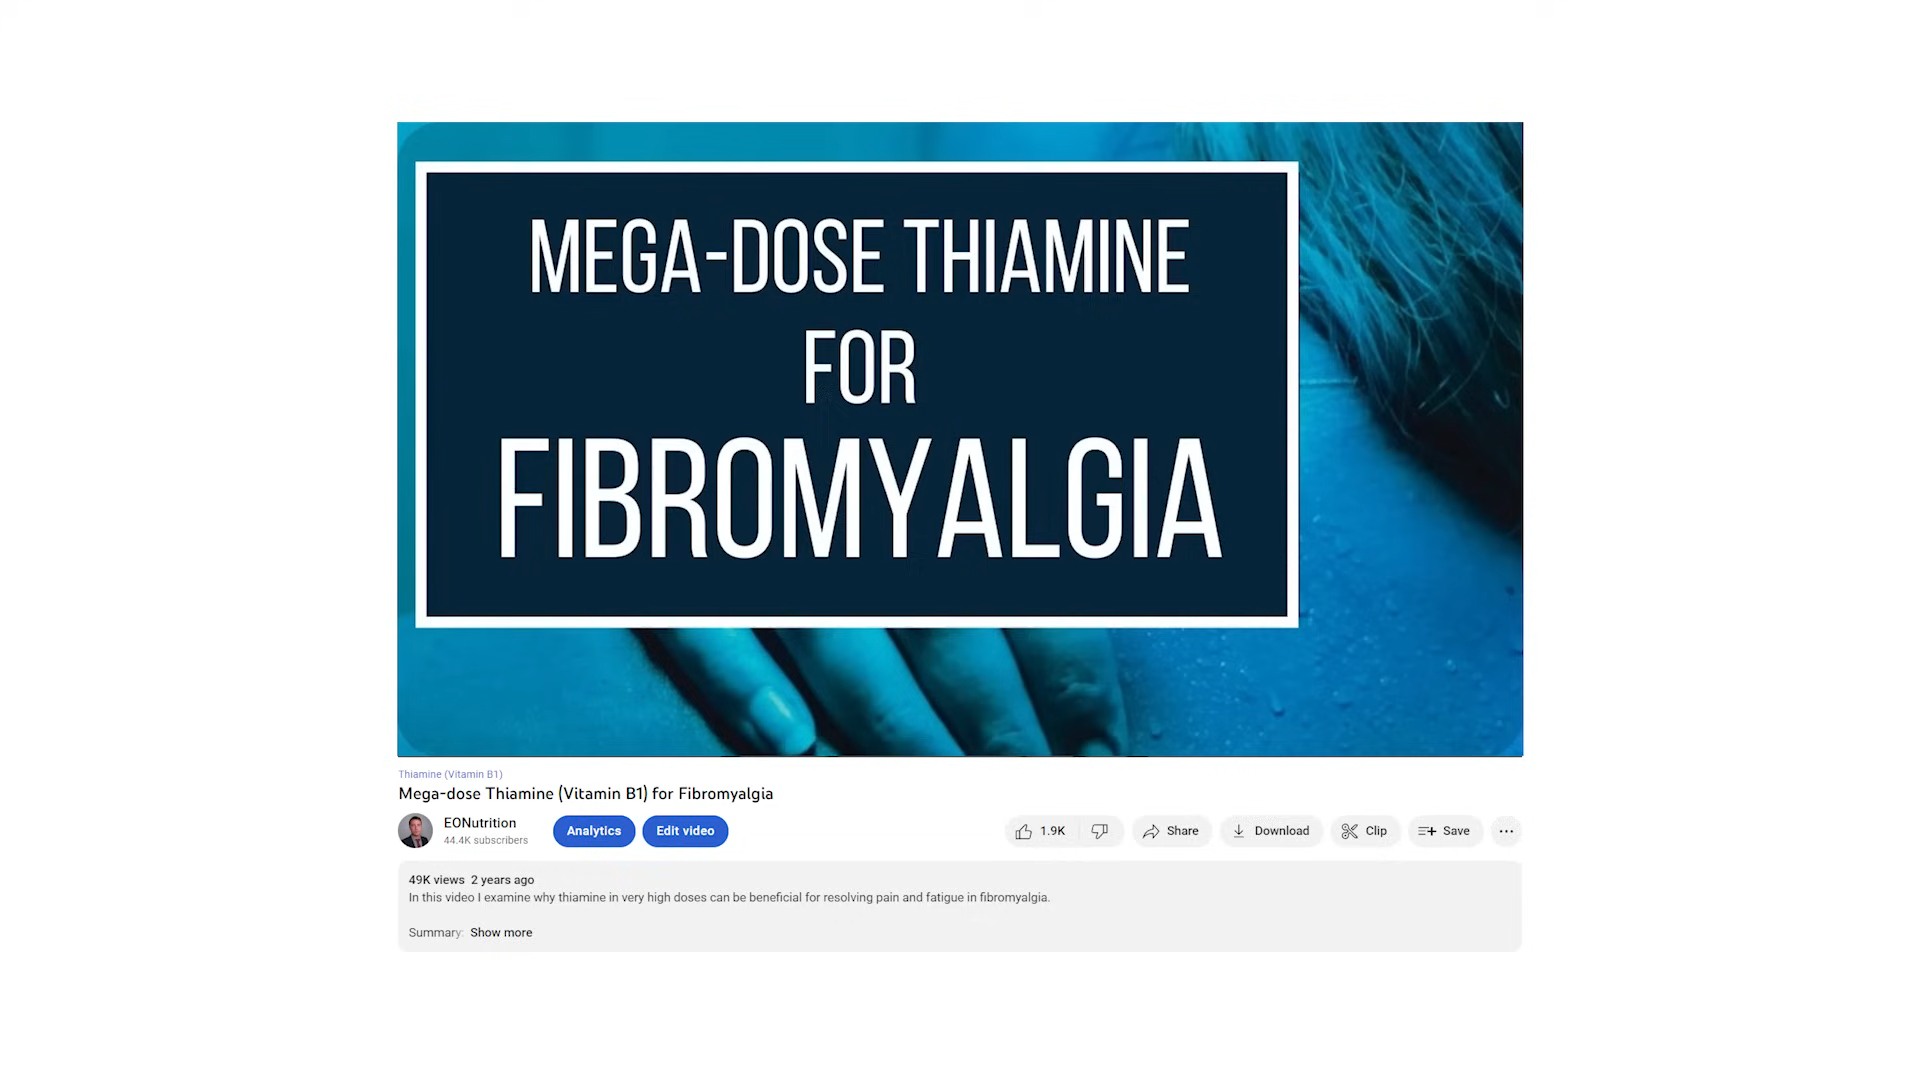 MEGA-DOSE THIAMINE
FOR
FIBROMYALGIA
Thiamine (Vitamin B1)
Mega-dose Thiamine (Vitamin B1) for Fibromyalgia
EONutrition
44.4K subscribers
Analytics
Edit video
1.9K
Share
Download
Clip
Save
49K views 2 years ago
In this video I examine why thiamine in very high doses can be beneficial for resolving pain and fatigue in fibromyalgia.
Summary: Show more